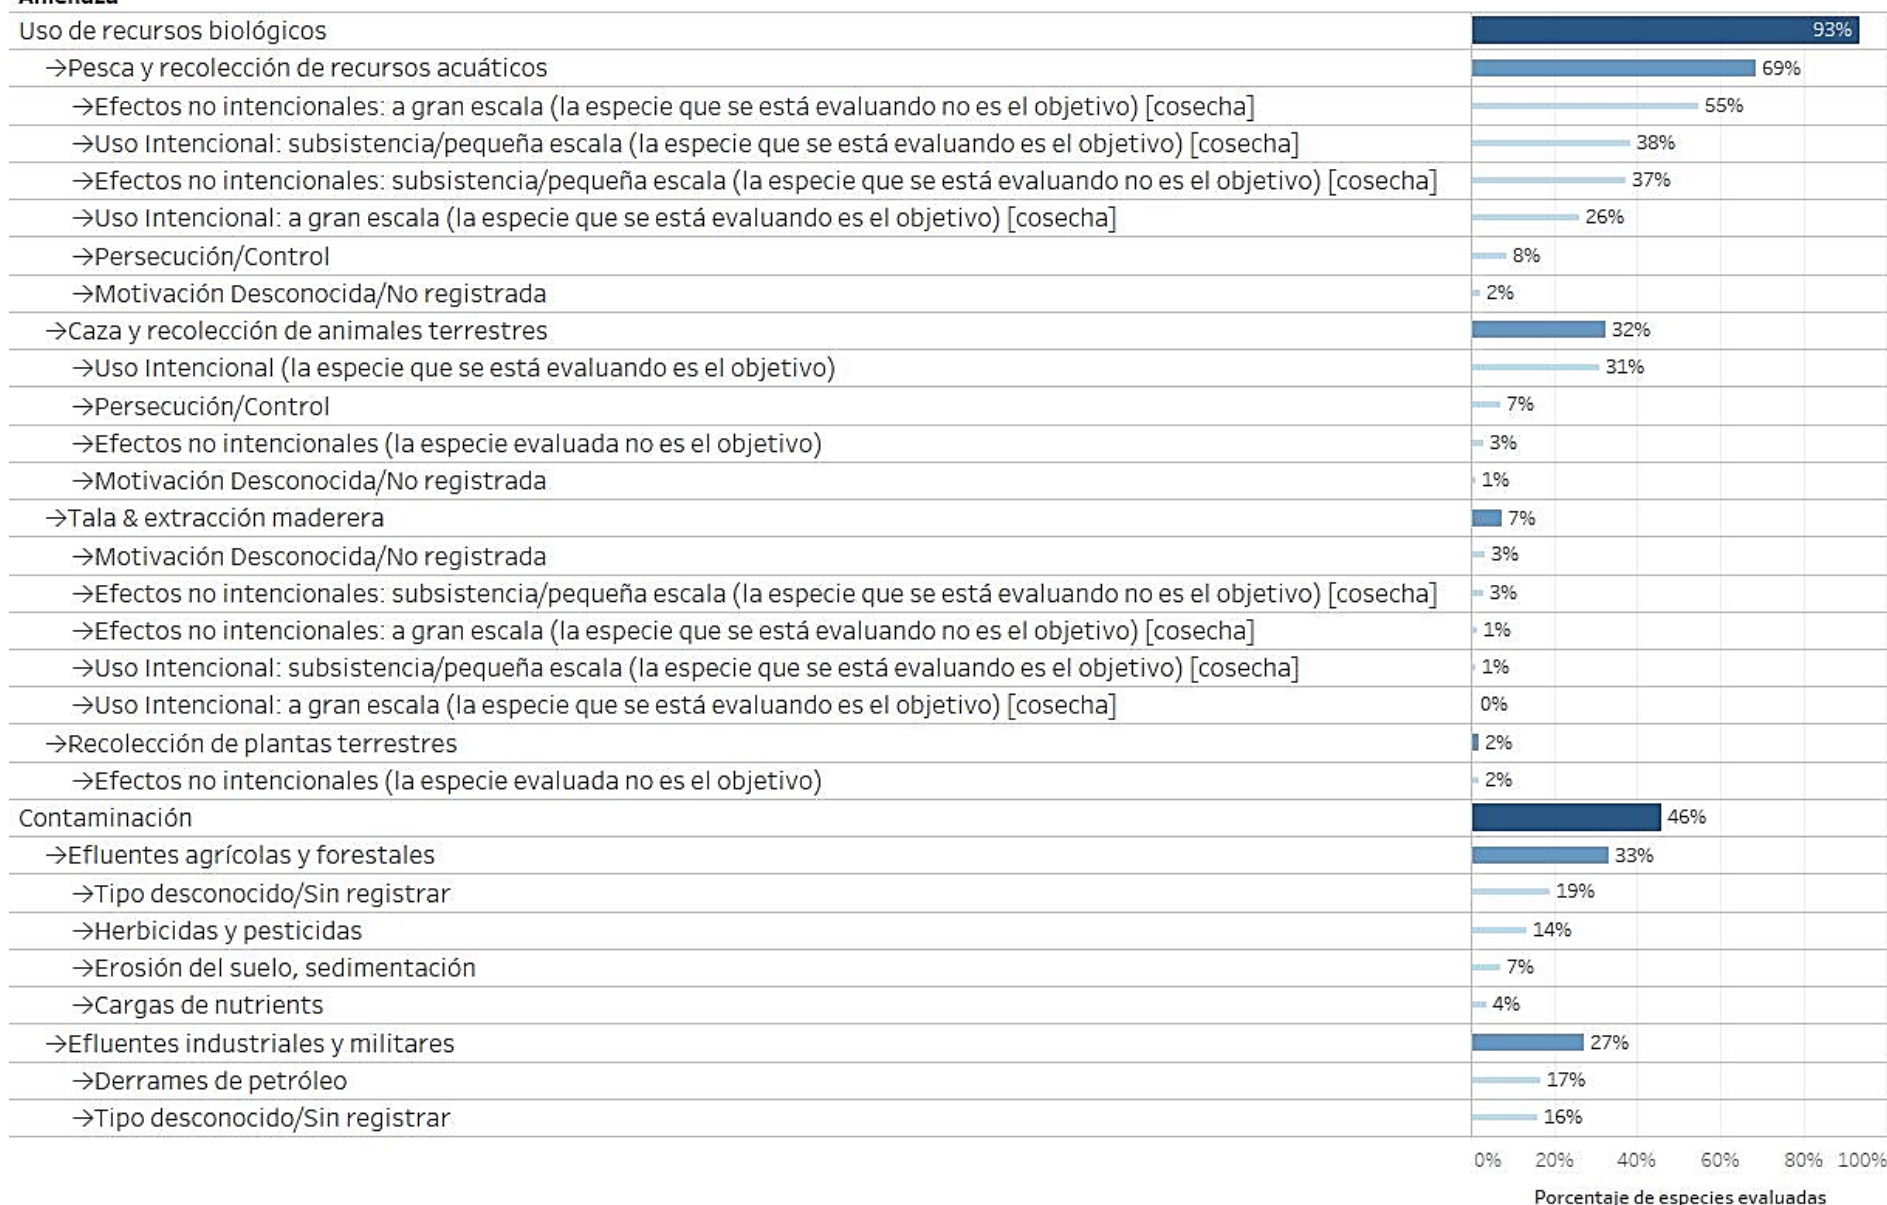 Amenaza
Uso de recursos biológicos 93%
→Pesca y recolección de recursos acuáticos 69%
→Efectos no intencionales: a gran escala (la especie que se está evaluando no es el objetivo) [cosecha] 55%
→Uso Intencional: subsistencia/pequeña escala (la especie que se está evaluando es el objetivo) [cosecha] 38%
→Efectos no intencionales: subsistencia/pequeña escala (la especie que se está evaluando no es el objetivo) [cosecha] 37%
→Uso Intencional: a gran escala (la especie que se está evaluando es el objetivo) [cosecha] 26%
→Persecución/Control 8%
→Motivación Desconocida/No registrada 2%
→Caza y recolección de animales terrestres 32%
→Uso Intencional (la especie que se está evaluando es el objetivo) 31%
→Persecución/Control 7%
→Efectos no intencionales (la especie evaluada no es el objetivo) 3%
→Motivación Desconocida/No registrada 1%
→Tala & extracción maderera 7%
→Motivación Desconocida/No registrada 3%
→Efectos no intencionales: subsistencia/pequeña escala (la especie que se está evaluando no es el objetivo) [cosecha] 3%
→Efectos no intencionales: a gran escala (la especie que se está evaluando no es el objetivo) [cosecha] 1%
→Uso Intencional: subsistencia/pequeña escala (la especie que se está evaluando es el objetivo) [cosecha] 1%
→Uso Intencional: a gran escala (la especie que se está evaluando es el objetivo) [cosecha] 0%
→Recolección de plantas terrestres 2%
→Efectos no intencionales (la especie evaluada no es el objetivo) 2%
Contaminación 46%
→Efluentes agrícolas y forestales 33%
→Tipo desconocido/Sin registrar 19%
→Herbicidas y pesticidas 14%
→Erosión del suelo, sedimentación 7%
→Cargas de nutrients 4%
→Efluentes industriales y militares 27%
→Derrames de petróleo 17%
→Tipo desconocido/Sin registrar 16%
0% 20% 40% 60% 80% 100%
Porcentaje de especies evaluadas